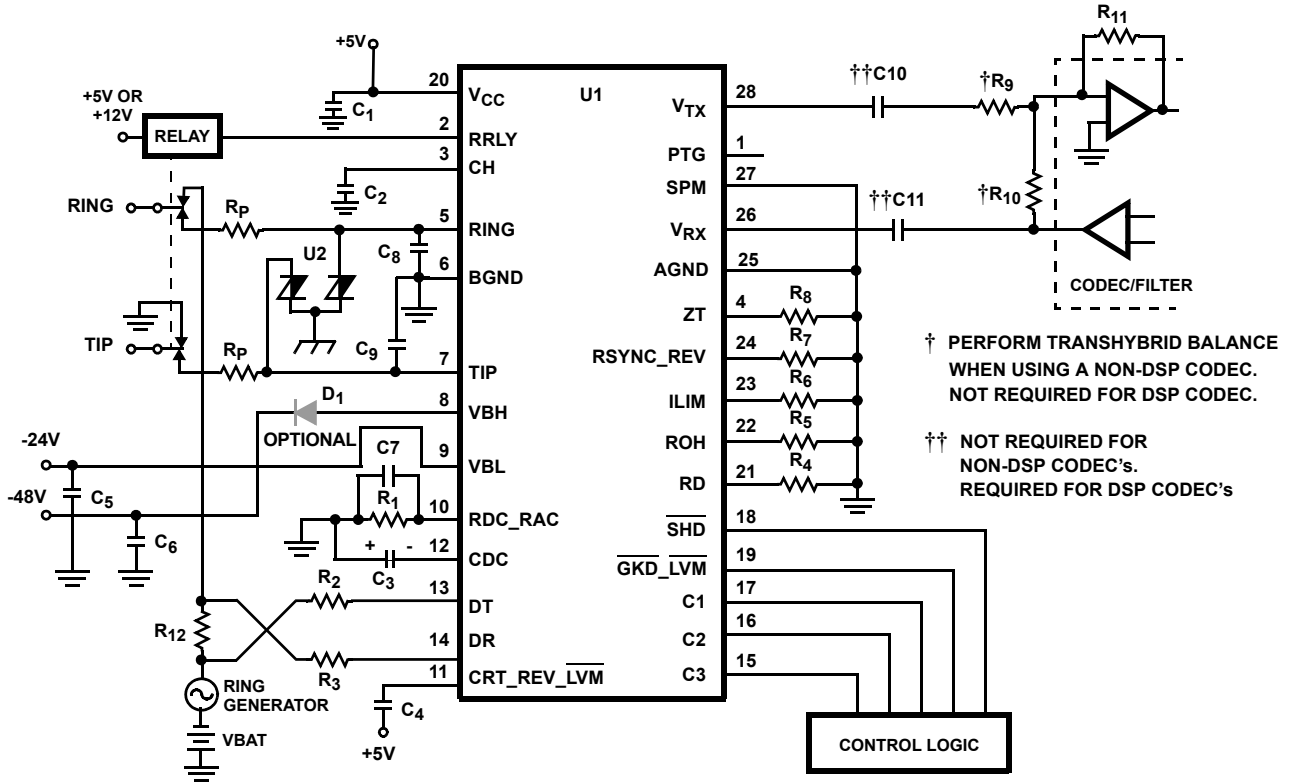 +5V
C1
+5V OR
+12V
RELAY
RING
RP
U2
C2
C8
TIP
RP
C9
D1
OPTIONAL
-24V
-48V
C5
C6
C7
R1
+ -
C3
R2
R12
R3
RING
GENERATOR
VBAT
C4
+5V
U1
20 VCC
2 RRLY
3 CH
5 RING
6 BGND
7 TIP
8 VBH
9 VBL
10 RDC_RAC
12 CDC
13 DT
14 DR
11 CRT_REV_LVM
VTX 28
PTG 1
SPM 27
VRX 26
AGND 25
ZT 4
RSYNC_REV 24
ILIM 23
ROH 22
RD 21
SHD 18
GKD_LVM 19
C1 17
C2 16
C3 15
††C10
†R9
R11
†R10
††C11
CODEC/FILTER
R8
R7
R6
R5
R4
† PERFORM TRANSHYBRID BALANCE
WHEN USING A NON-DSP CODEC.
NOT REQUIRED FOR DSP CODEC.
†† NOT REQUIRED FOR
NON-DSP CODEC's.
REQUIRED FOR DSP CODEC's
CONTROL LOGIC